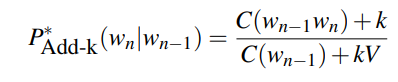 P*Add-k(wn|wn−1) = C(wn−1wn) + k / C(wn−1) + kV